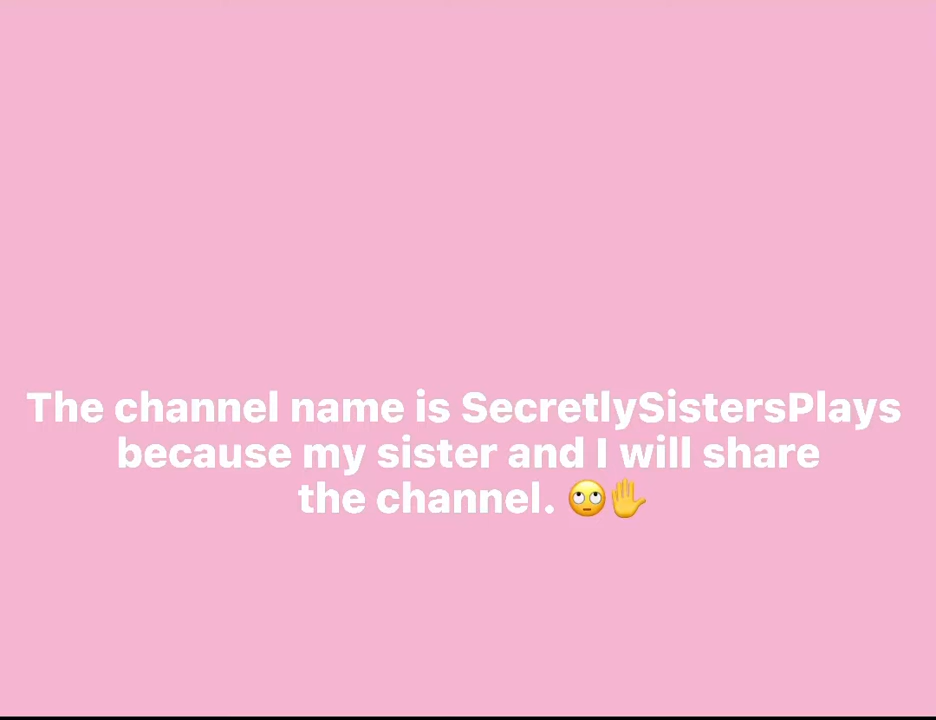 The channel name is SecretlySistersPlays
because my sister and I will share
the channel. 🙄✋